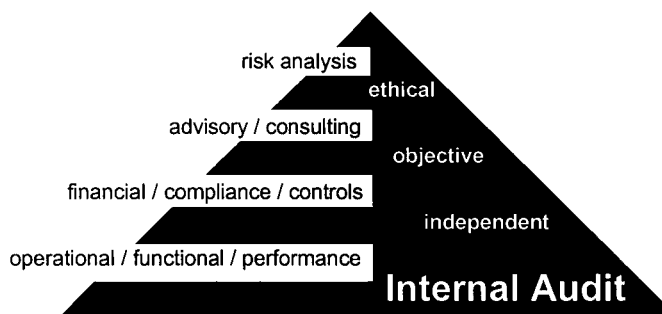 risk analysis
ethical
advisory / consulting
objective
financial / compliance / controls
independent
operational / functional / performance
Internal Audit